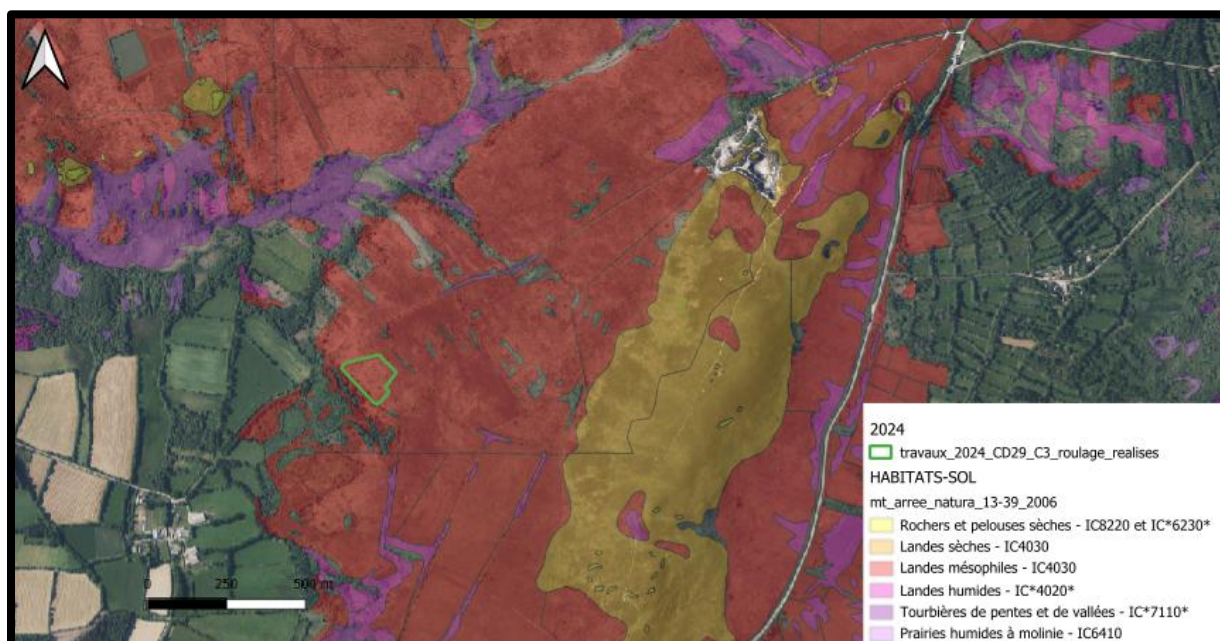 0 250 500 m
2024
travaux_2024_CD29_C3_roulage_realises
HABITATS-SOL
mt_arree_natura_13-39_2006
Rochers et pelouses sèches - IC8220 et IC*6230*
Landes sèches - IC4030
Landes mésophiles - IC4030
Landes humides - IC*4020*
Tourbières de pentes et de vallées - IC*7110*
Prairies humides à molinie - IC6410